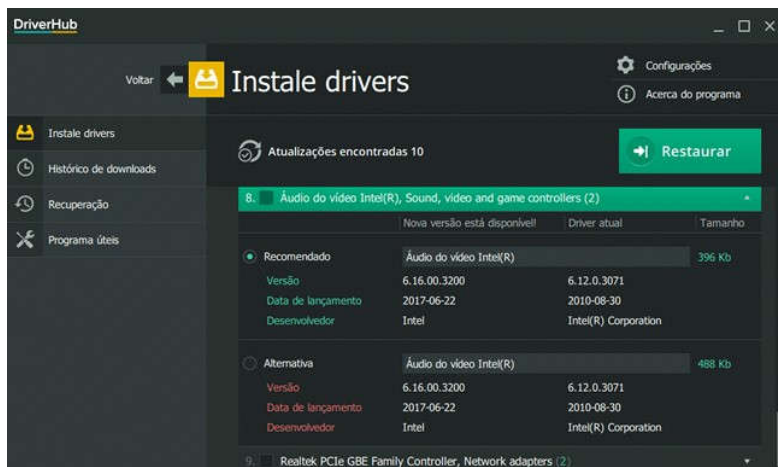 DriverHub
Voltar
Instale drivers
Configurações
Acerca do programa
Instale drivers
Histórico de downloads
Recuperação
Programa úteis
Atualizações encontradas 10
Restaurar
8. Áudio do vídeo Intel(R), Sound, video and game controllers (2)
Nova versão está disponível! Driver atual Tamanho
Recomendado Áudio do vídeo Intel(R) 396 Kb
Versão 6.16.00.3200 6.12.0.3071
Data de lançamento 2017-06-22 2010-08-30
Desenvolvedor Intel Intel(R) Corporation
Alternativa Áudio do vídeo Intel(R) 488 Kb
Versão 6.16.00.3200 6.12.0.3071
Data de lançamento 2017-06-22 2010-08-30
Desenvolvedor Intel Intel(R) Corporation
9. Realtek PCIe GBE Family Controller, Network adapters (2)